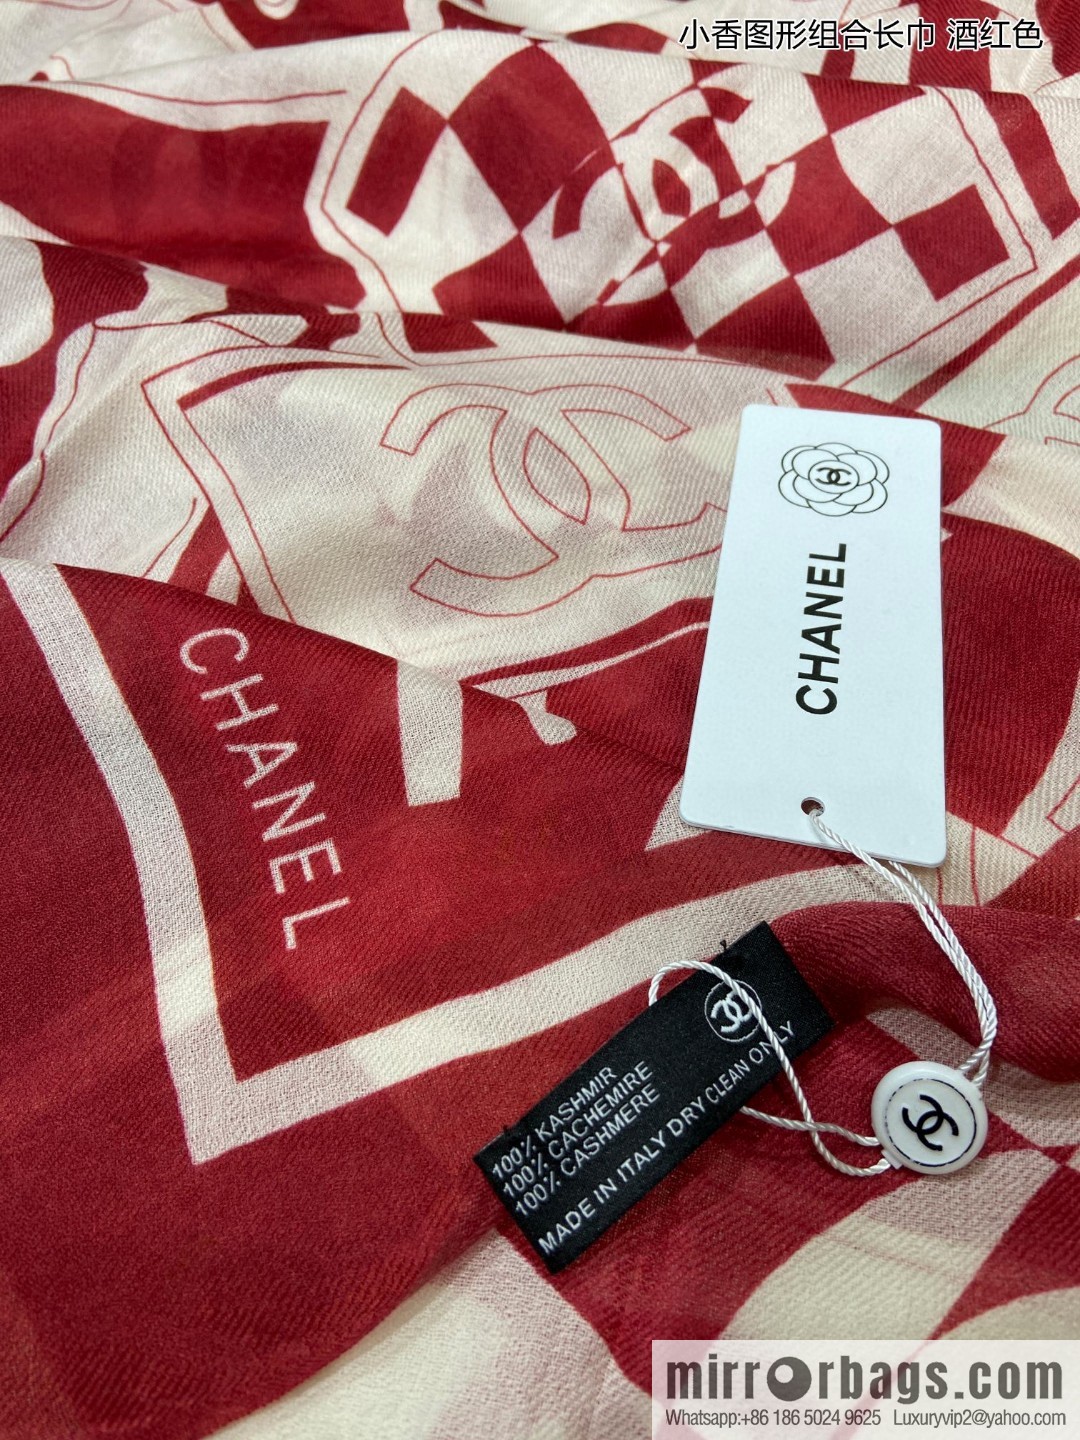 小香图形组合长巾 酒红色
CHANEL
CHANEL
100% KASHMIR
100% CACHEMIRE
100% CASHMERE
MADE IN ITALY DRY CLEAN ONLY
mirrorbags.com
Whatsapp:+86 186 5024 9625 Luxuryvip2@yahoo.com